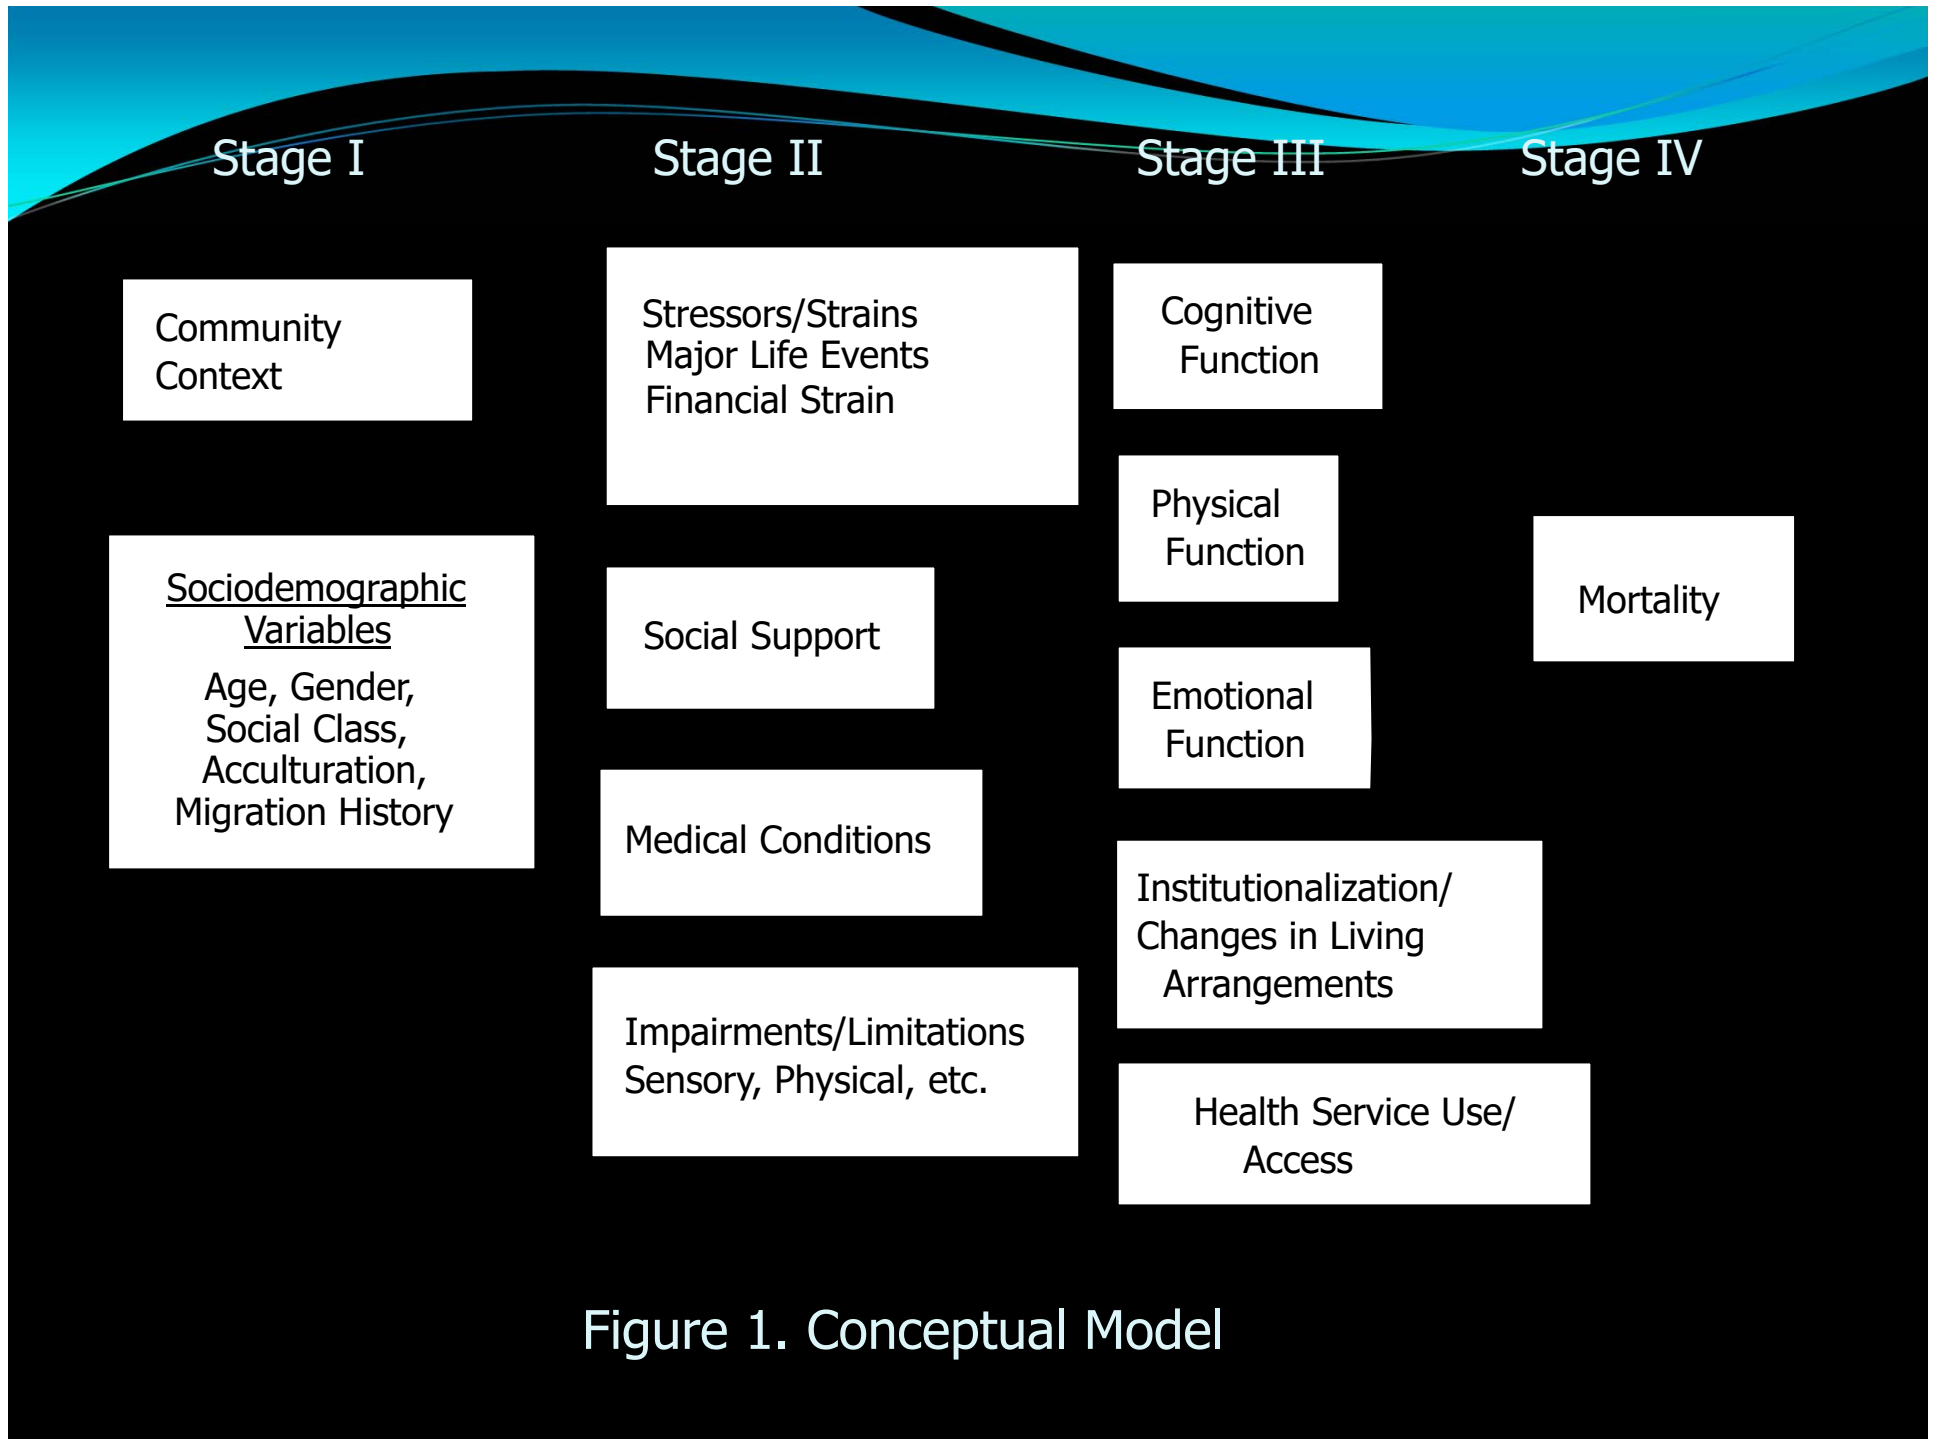 Stage I
Stage II
Stage III
Stage IV
Community
Context
Sociodemographic
Variables
Age, Gender,
Social Class,
Acculturation,
Migration History
Stressors/Strains
Major Life Events
Financial Strain
Social Support
Medical Conditions
Impairments/Limitations
Sensory, Physical, etc.
Cognitive
Function
Physical
Function
Emotional
Function
Institutionalization/
Changes in Living
Arrangements
Health Service Use/
Access
Mortality
Figure 1. Conceptual Model